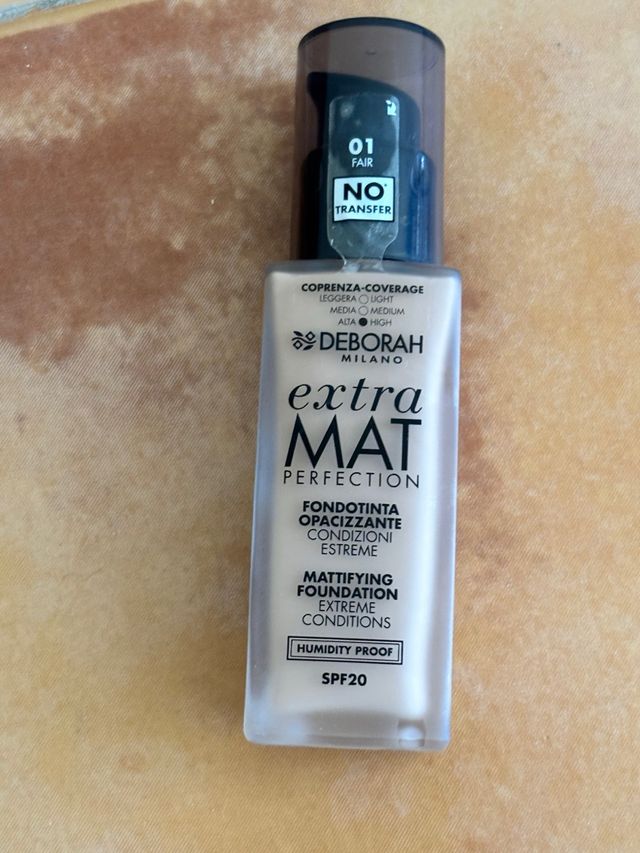 01
FAIR
NO
TRANSFER
COPRENZA-COVERAGE
LEGGERA LIGHT
MEDIA MEDIUM
ALTA HIGH
DEBORAH
MILANO
extra
MAT
PERFECTION
FONDOTINTA
OPACIZZANTE
CONDIZIONI
ESTREME
MATTIFYING
FOUNDATION
EXTREME
CONDITIONS
HUMIDITY PROOF
SPF20